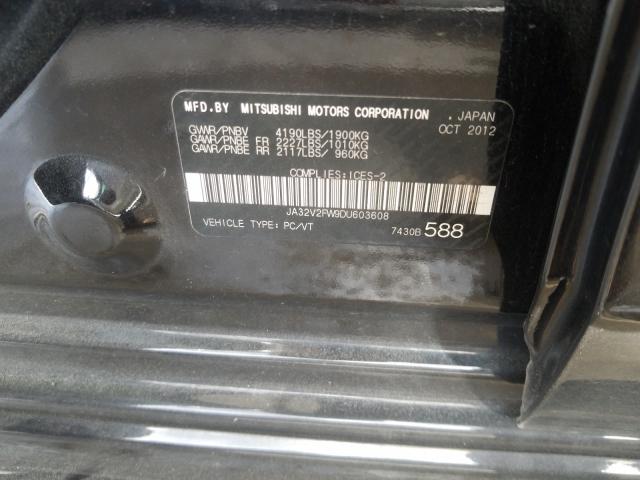 MFD.BY MITSUBISHI MOTORS CORPORATION , JAPAN
OCT 2012
GVWR/PNBV 4190LBS/1900KG
GAWR/PNBE FR 2227LBS/1010KG
GAWR/PNBE RR 2117LBS/ 960KG
COMPLIES:ICES-2
JA32V2FW9DU603608
VEHICLE TYPE: PC/VT 7430B 588